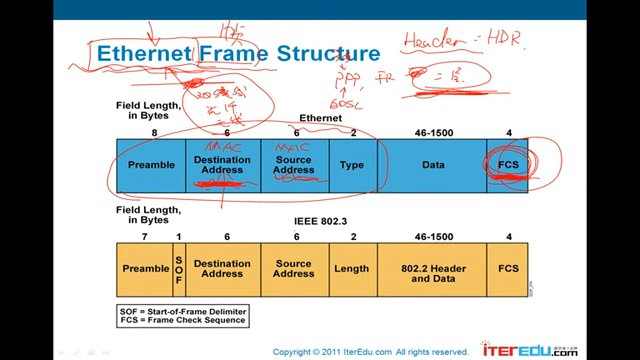 Ethernet Frame Structure
Header = HDR
PPP, FR
Field Length, in Bytes
Ethernet
8 6 6 2 46-1500 4
MAC MAC
Preamble Destination Address Source Address Type Data FCS
Field Length, in Bytes
IEEE 802.3
7 1 6 6 2 46-1500 4
Preamble SOF Destination Address Source Address Length 802.2 Header and Data FCS
SOF = Start-of-Frame Delimiter
FCS = Frame Check Sequence
Copyright © 2011 IterEdu.com All rights reserved
ITEREDU.com